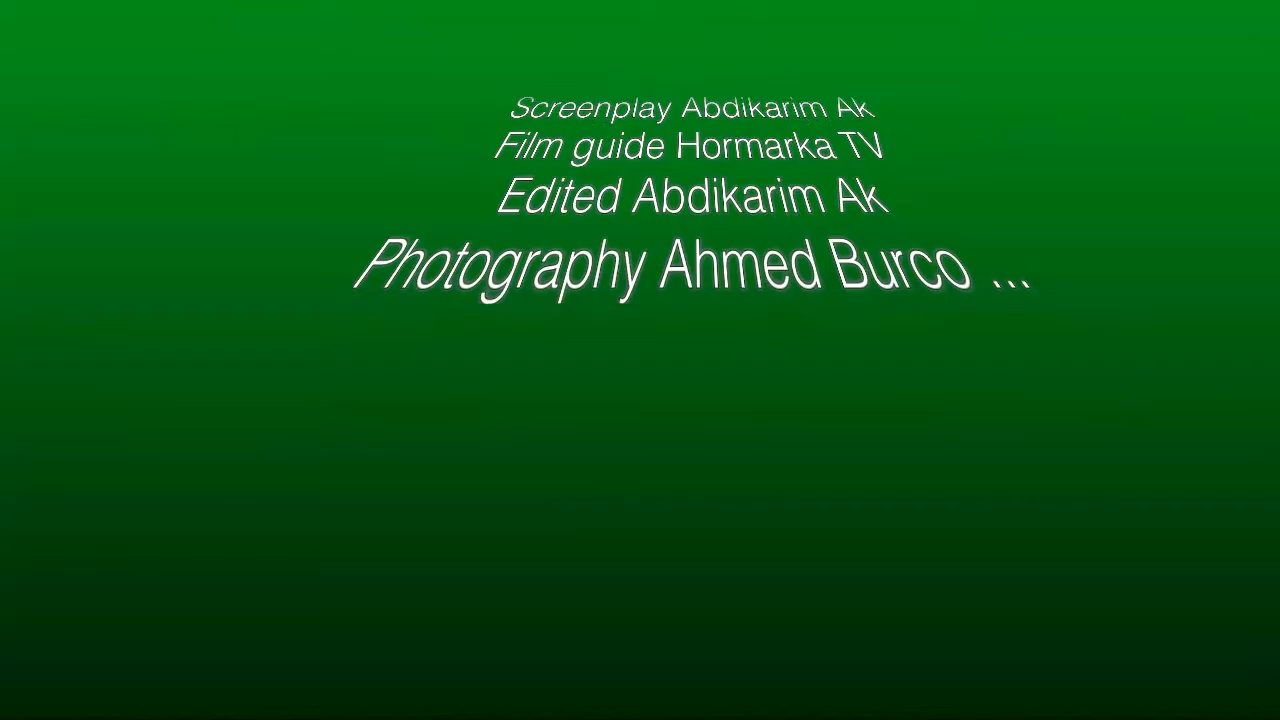 Screenplay Abdikarim Ak
Film guide Hormarka TV
Edited Abdikarim Ak
Photography Ahmed Burco ...